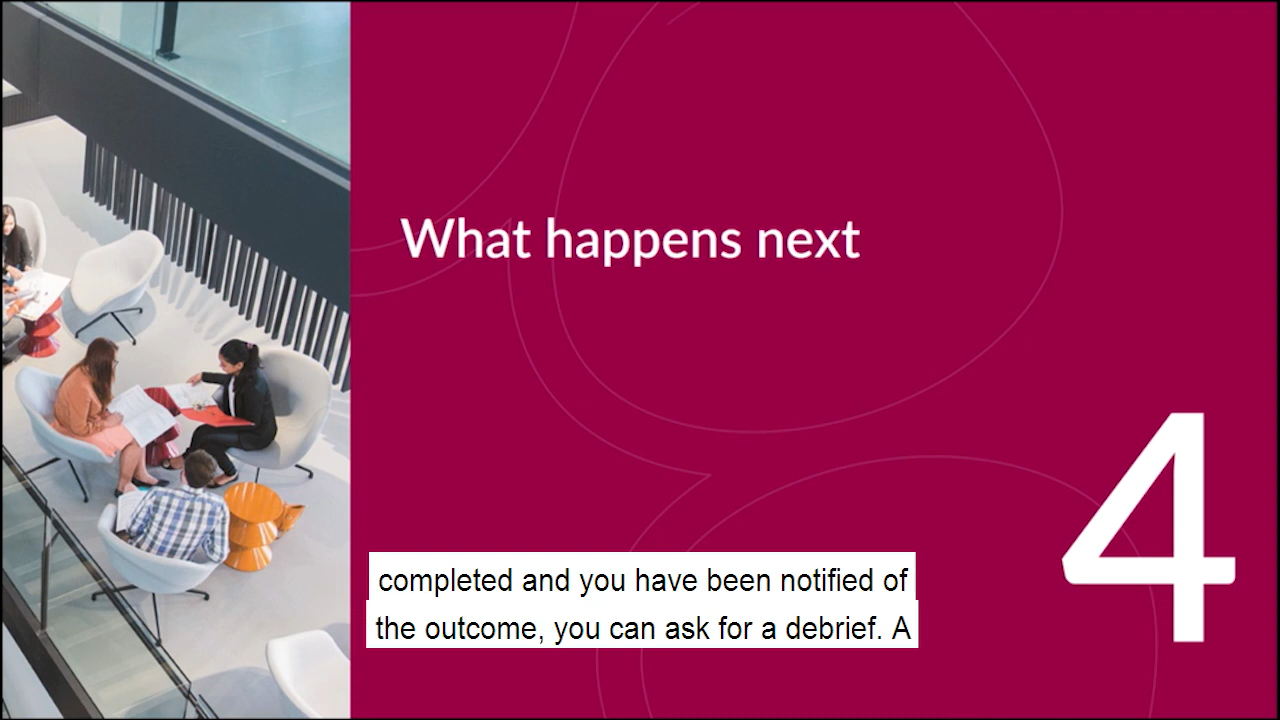 What happens next
4
completed and you have been notified of
the outcome, you can ask for a debrief. A